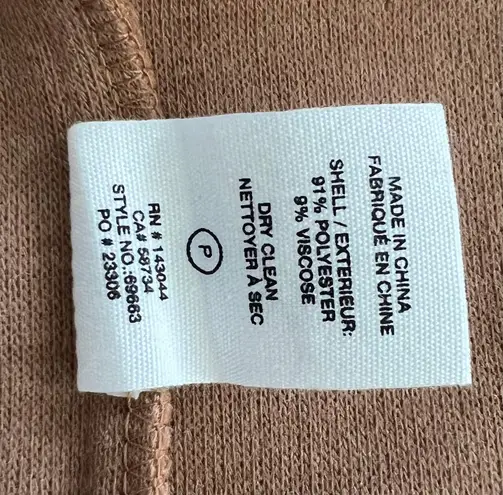 MADE IN CHINA
FABRIQUÉ EN CHINE
SHELL / EXTERIEUR:
91% POLYESTER
9% VISCOSE
DRY CLEAN
NETTOYER À SEC
P
RN # 143044
CA# 58734
STYLE NO.:69663
PO # 23306